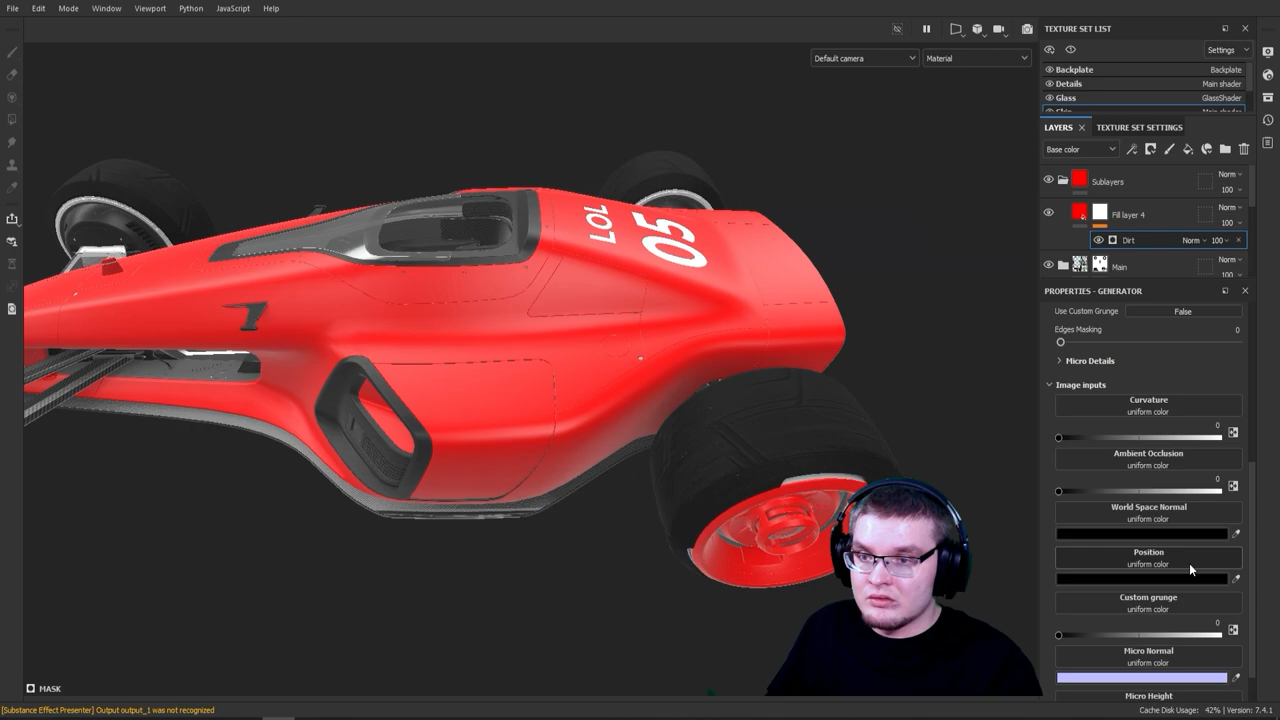 File Edit Mode Window Viewport Python JavaScript Help
TEXTURE SET LIST
Settings
Default camera
Material
Backplate Backplate
Details Main shader
Glass GlassShader
LAYERS TEXTURE SET SETTINGS
Base color
Sublayers Norm
100
Fill layer 4 Norm
100
Dirt Norm 100
Main Norm
100
PROPERTIES - GENERATOR
Use Custom Grunge False
Edges Masking 0
Micro Details
Image inputs
Curvature
uniform color
0
Ambient Occlusion
uniform color
0
World Space Normal
uniform color
Position
uniform color
Custom grunge
uniform color
0
Micro Normal
uniform color
Micro Height
LOL
05
MASK
[Substance Effect Presenter] Output output_1 was not recognized
Cache Disk Usage: 42% | Version: 7.4.1